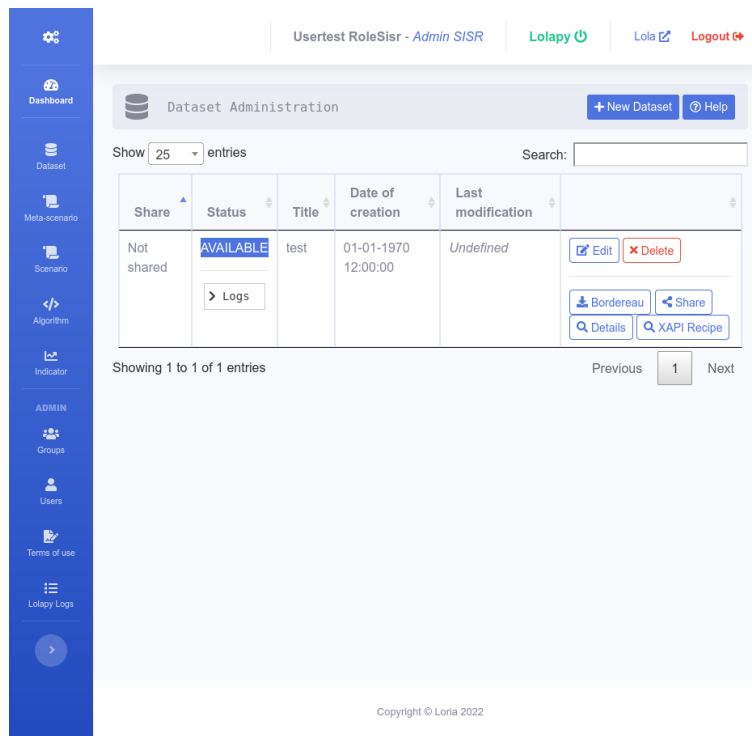 Usertest RoleSisr - Admin SISR
Lolapy
Lola
Logout
Dashboard
Dataset
Meta-scenario
Scenario
Algorithm
Indicator
ADMIN
Groups
Users
Terms of use
Lolapy Logs
Dataset Administration
New Dataset
Help
Show 25 entries
Search:
Share
Status
Title
Date of
creation
Last
modification
Not
shared
AVAILABLE
Logs
test
01-01-1970
12:00:00
Undefined
Edit
Delete
Bordereau
Share
Details
XAPI Recipe
Showing 1 to 1 of 1 entries
Previous
1
Next
Copyright © Loria 2022